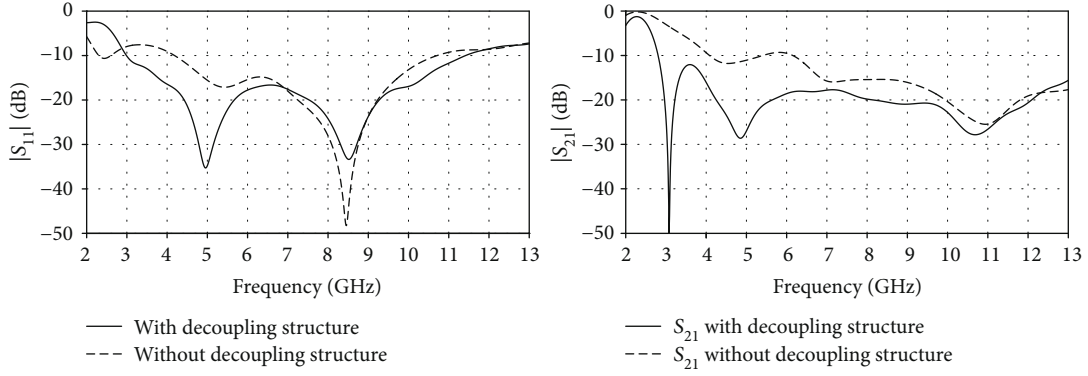 |S11| (dB)
0
−10
−20
−30
−40
−50
2 3 4 5 6 7 8 9 10 11 12 13
Frequency (GHz)
With decoupling structure
Without decoupling structure
|S21| (dB)
0
−10
−20
−30
−40
−50
2 3 4 5 6 7 8 9 10 11 12 13
Frequency (GHz)
S21 with decoupling structure
S21 without decoupling structure